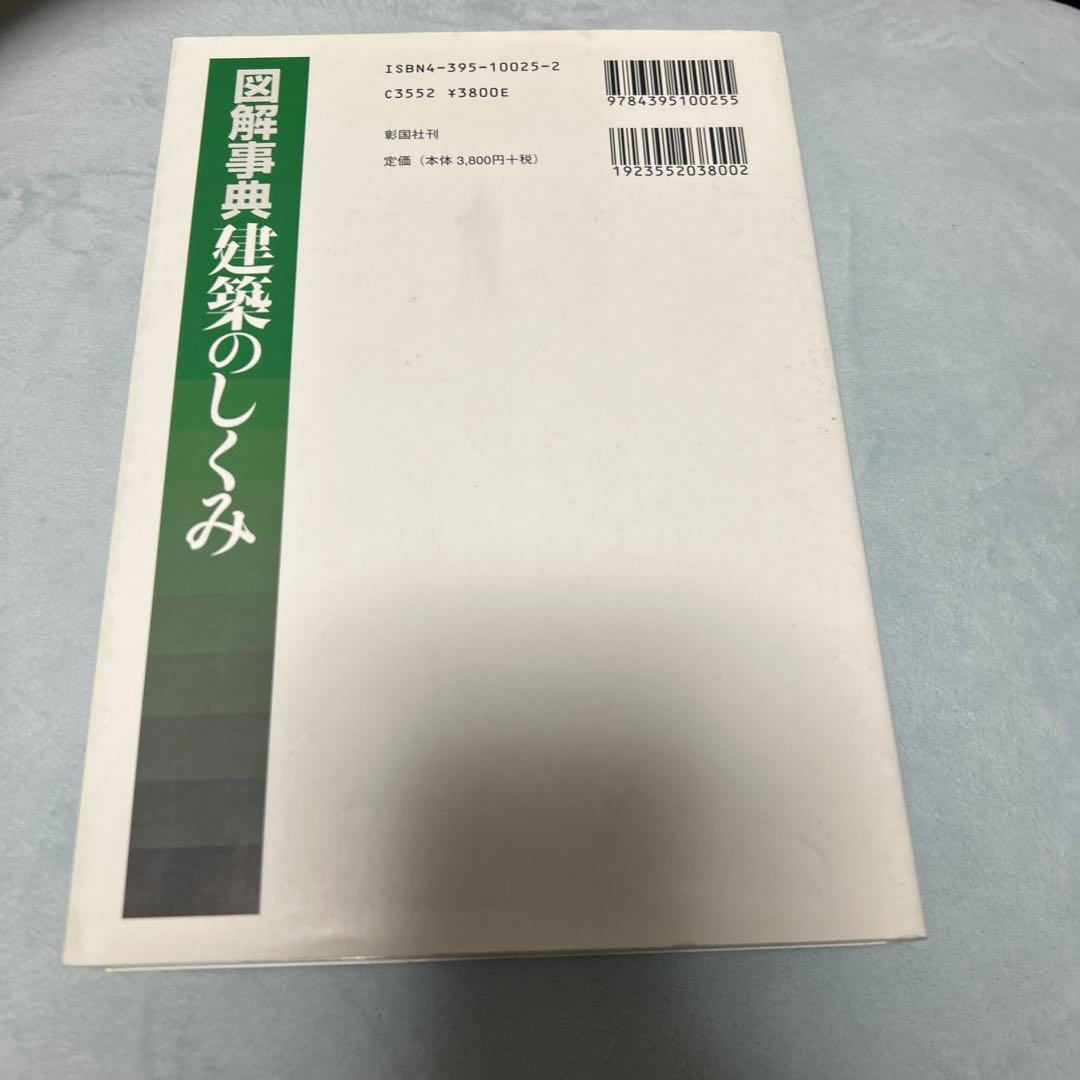 図解事典 建築のしくみ
ISBN4-395-10025-2
C3552 ¥3800E
彰国社刊
定価（本体 3,800円＋税）
9784395100255
1923552038002